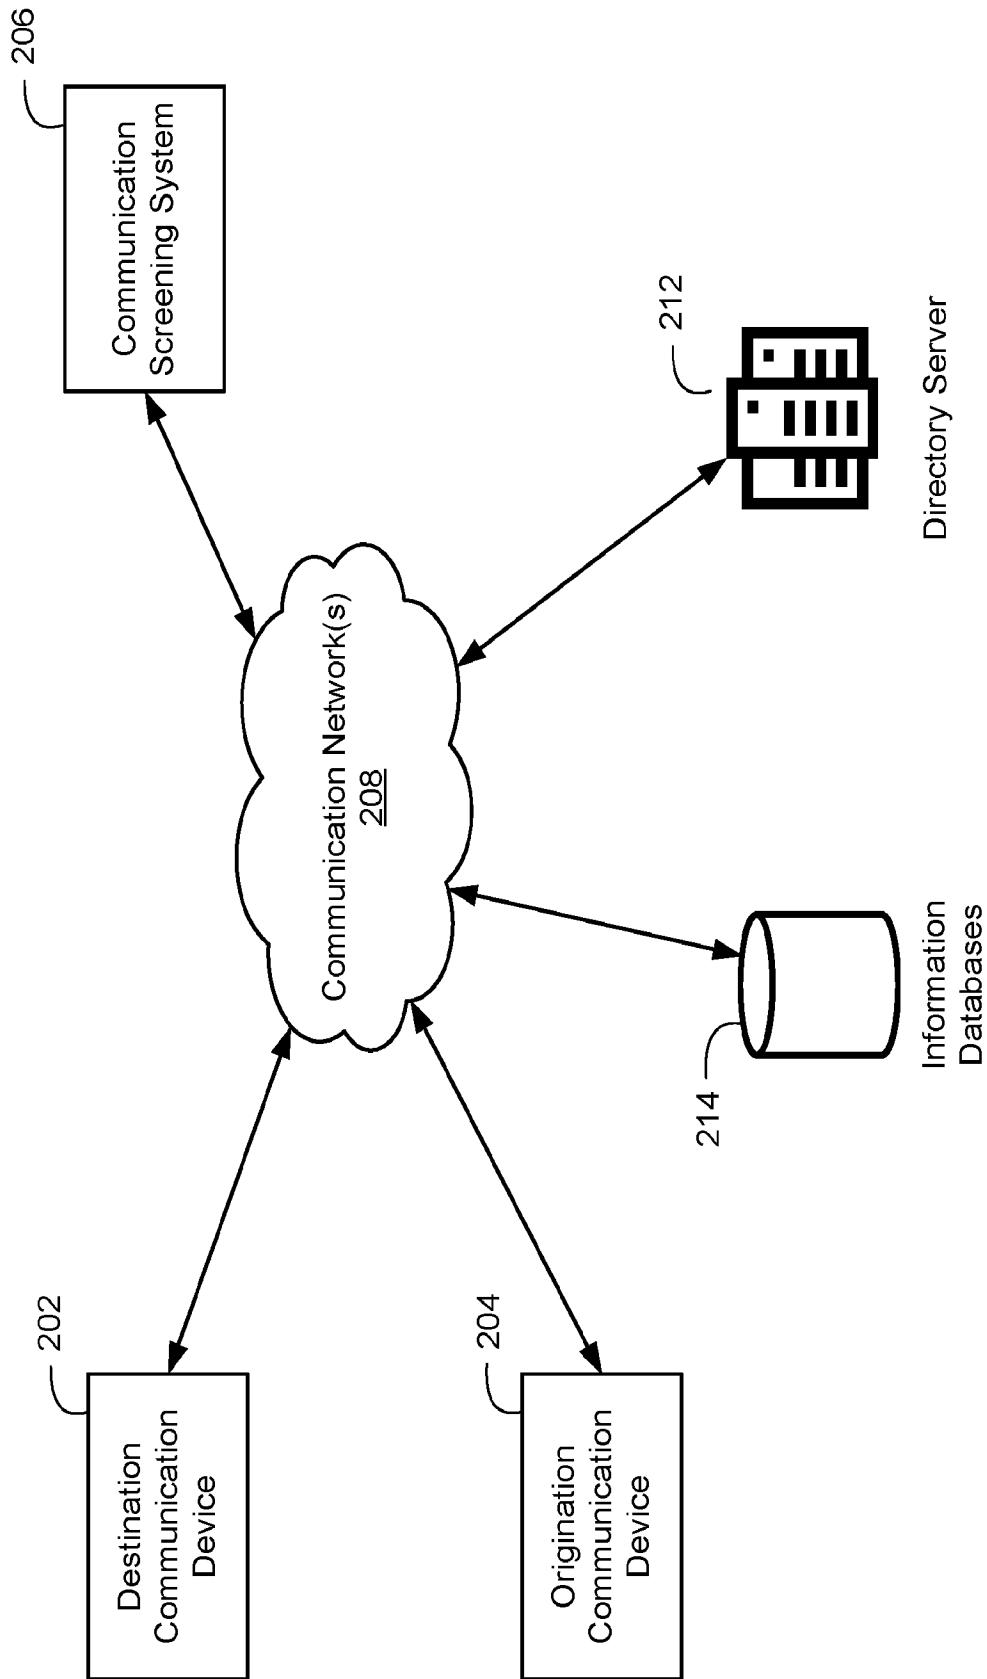 202
Destination
Communication
Device
206
Communication
Screening System
Communication Network(s)
208
204
Origination
Communication
Device
214
Information
Databases
212
Directory Server